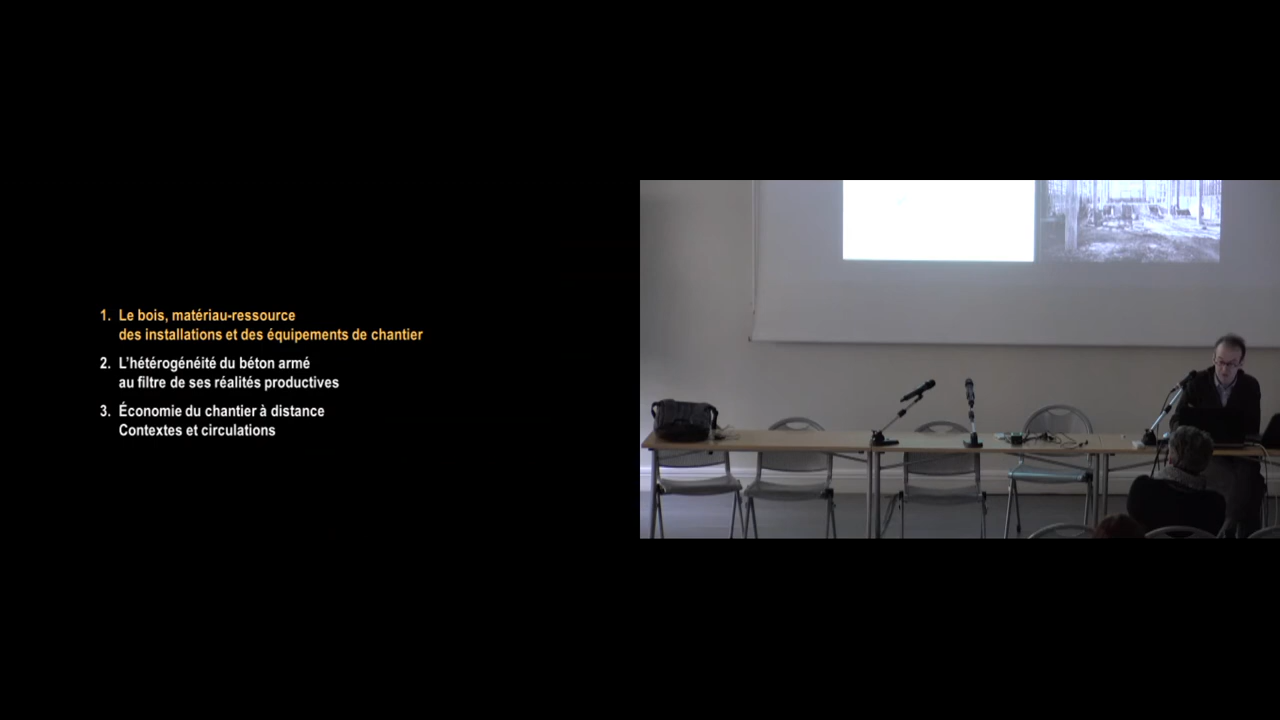 1. Le bois, matériau-ressource
des installations et des équipements de chantier
2. L'hétérogénéité du béton armé
au filtre de ses réalités productives
3. Économie du chantier à distance
Contextes et circulations